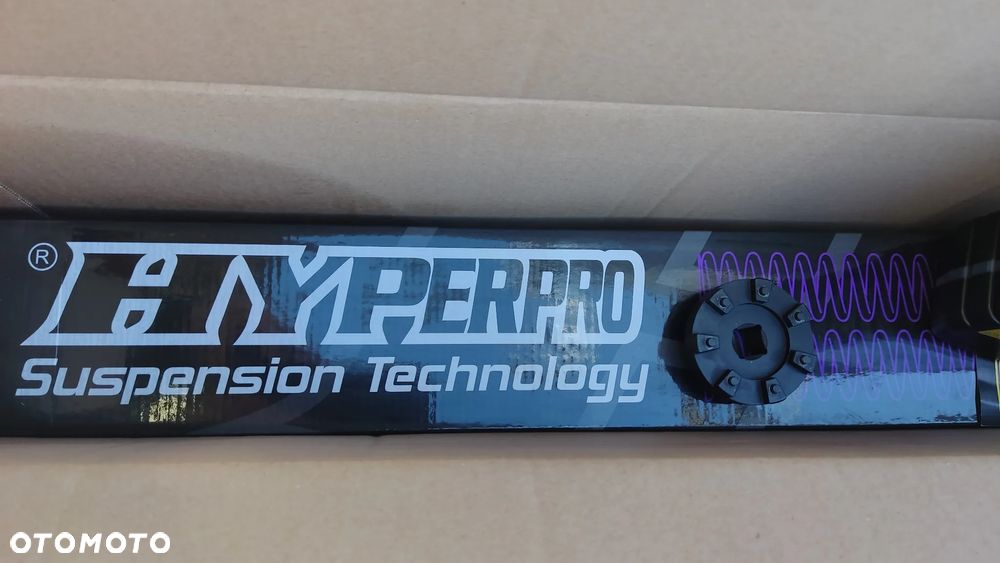 ® HYPERPRO
Suspension Technology
OTOMOTO